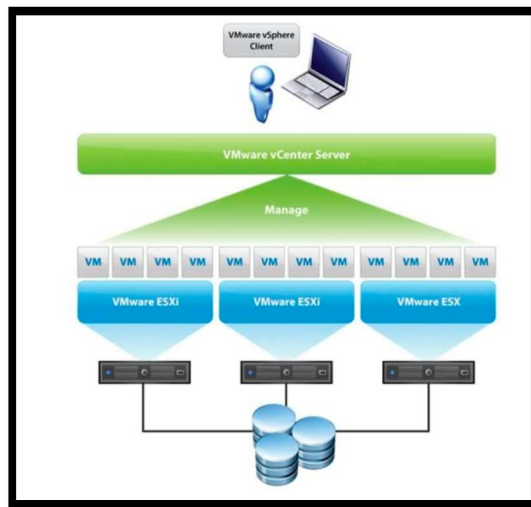 VMware vSphere
Client
VMware vCenter Server
Manage
VM VM VM VM VM VM VM VM VM VM VM VM
VMware ESXi VMware ESXi VMware ESX